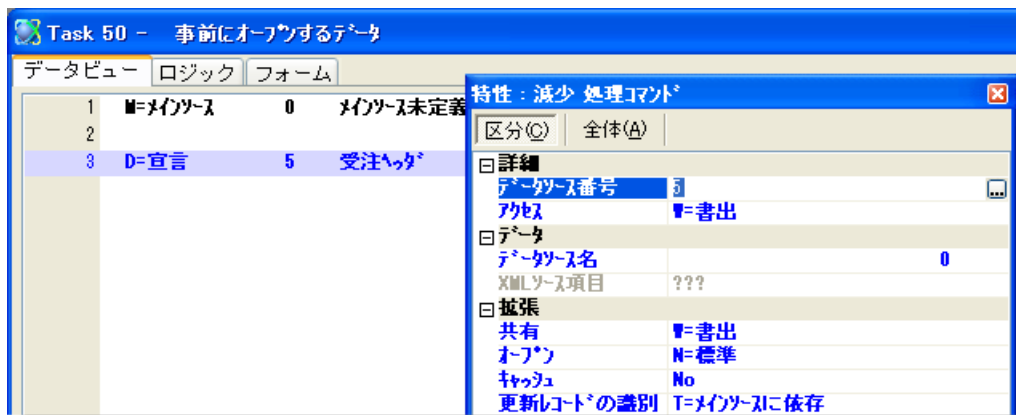 Task 50 - 事前にｵｰﾌﾟﾝするﾃﾞｰﾀ
データビュー ロジック フォーム
1 M=ﾒｲﾝｿｰｽ 0 ﾒｲﾝｿｰｽ未定義
2
3 D=宣言 5 受注ﾍｯﾀﾞ
特性：減少 処理ｺﾏﾝﾄﾞ
区分(C) 全体(A)
詳細
ﾃﾞｰﾀｿｰｽ番号 5 ...
ｱｸｾｽ W=書出
ﾃﾞｰﾀ
ﾃﾞｰﾀｿｰｽ名 0
XMLｿｰｽ項目 ???
拡張
共有 W=書出
ｵｰﾌﾟﾝ N=標準
ｷｬｯｼｭ No
更新ﾚｺｰﾄﾞの識別 T=ﾒｲﾝｿｰｽに依存